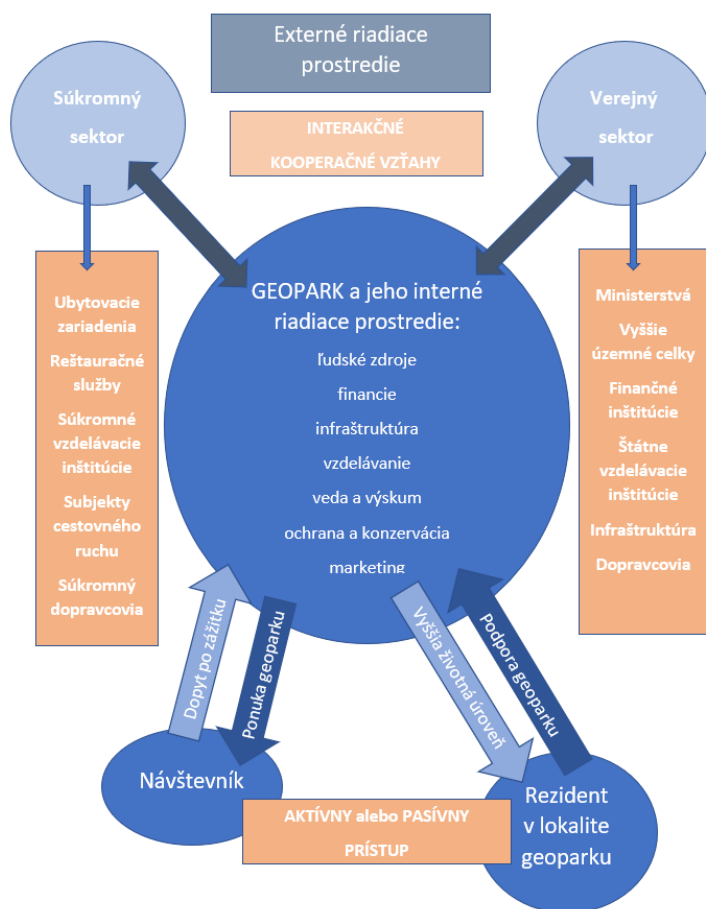 Externé riadiace
prostredie
Súkromný
sektor
Verejný
sektor
INTERAKČNÉ
KOOPERAČNÉ VZŤAHY
GEOPARK a jeho interné
riadiace prostredie:
ľudské zdroje
financie
infraštruktúra
vzdelávanie
veda a výskum
ochrana a konzervácia
marketing
Ubytovacie
zariadenia
Reštauračné
služby
Súkromné
vzdelávacie
inštitúcie
Subjekty
cestovného
ruchu
Súkromný
dopravcovia
Ministerstvá
Vyššie
územné celky
Finančné
inštitúcie
Štátne
vzdelávacie
inštitúcie
Infraštruktúra
Dopravcovia
Dopyt po zážitku
Ponuka geoparku
Vyššia životná úroveň
Podpora geoparku
Návštevník
AKTÍVNY alebo PASÍVNY
PRÍSTUP
Rezident
v lokalite
geoparku